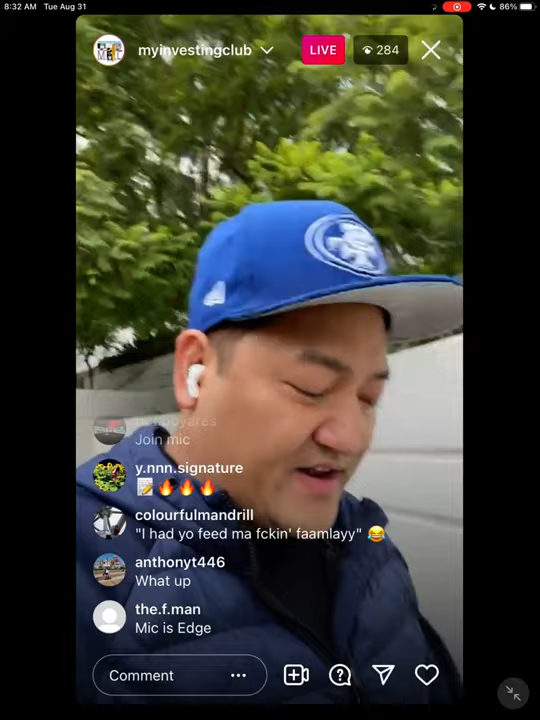 8:32 AM Tue Aug 31
86%
myinvestingclub
LIVE
284
Join mic
y.nnn.signature
📝🔥🔥🔥
colourfulmandrill
"I had yo feed ma fckin' faamlayy" 😂
anthonyt446
What up
the.f.man
Mic is Edge
Comment